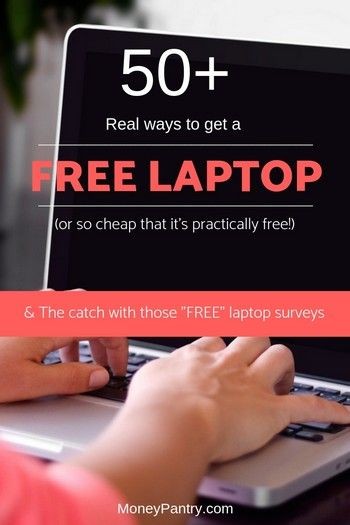 50+
Real ways to get a
FREE LAPTOP
(or so cheap that it's practically free!)
& The catch with those "FREE" laptop surveys
MoneyPantry.com